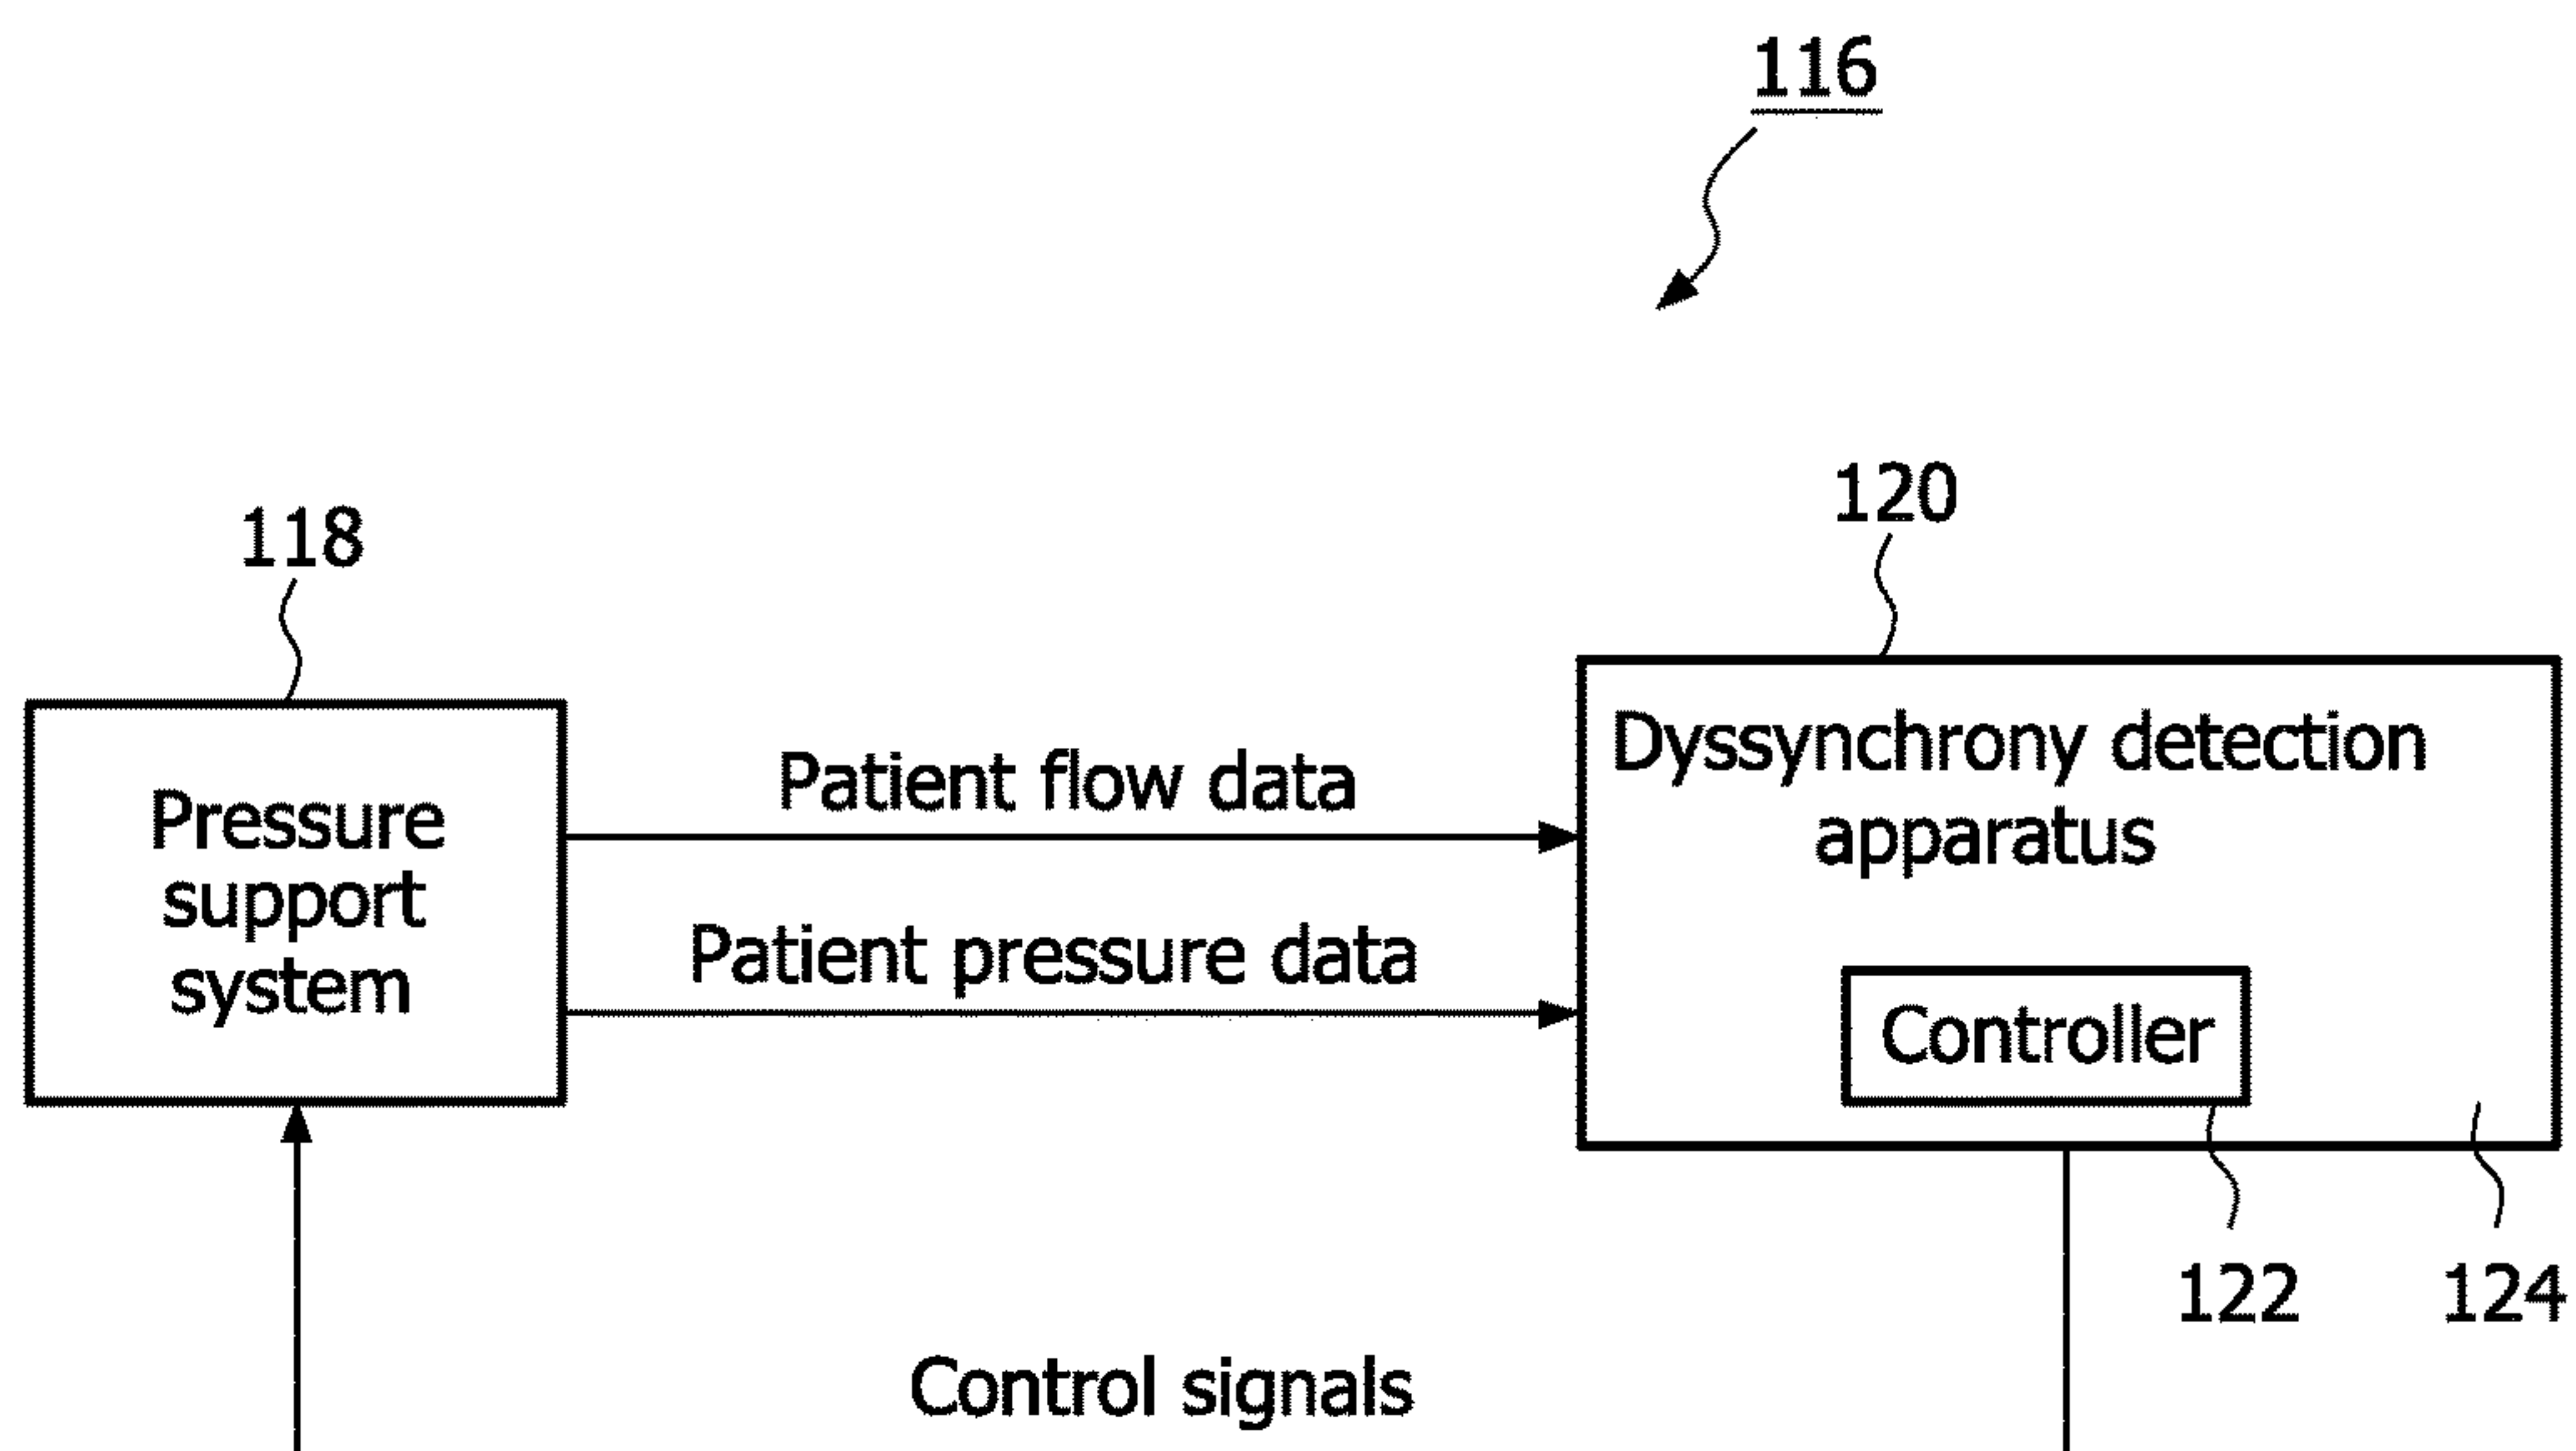 116
120
118
Dyssynchrony detection
apparatus
Patient flow data
Pressure
support
system
Patient pressure data
Controller
122
124
Control signals